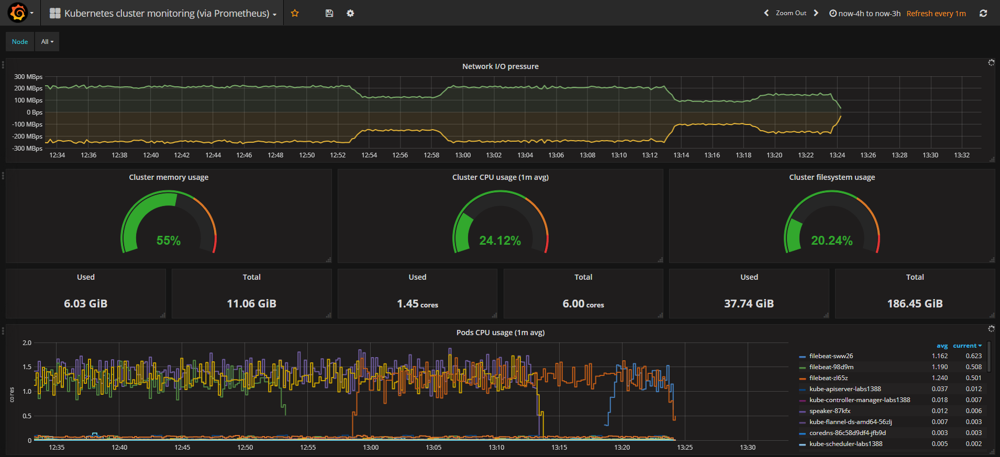 Kubernetes cluster monitoring (via Prometheus)
Zoom Out
now-4h to now-3h
Refresh every 1m
Node
All
Network I/O pressure
300 MBps
200 MBps
100 MBps
0 Bps
-100 MBps
-200 MBps
-300 MBps
12:34 12:36 12:38 12:40 12:42 12:44 12:46 12:48 12:50 12:52 12:54 12:56 12:58 13:00 13:02 13:04 13:06 13:08 13:10 13:12 13:14 13:16 13:18 13:20 13:22 13:24 13:26 13:28 13:30 13:32
Cluster memory usage
55%
Cluster CPU usage (1m avg)
24.12%
Cluster filesystem usage
20.24%
Used
6.03 GiB
Total
11.06 GiB
Used
1.45 cores
Total
6.00 cores
Used
37.74 GiB
Total
186.45 GiB
Pods CPU usage (1m avg)
cores
2.0
1.5
1.0
0.5
0
12:35 12:40 12:45 12:50 12:55 13:00 13:05 13:10 13:15 13:20 13:25 13:30
avg current
filebeat-sww26 1.162 0.623
filebeat-98d9m 1.190 0.508
filebeat-zl65z 1.240 0.501
kube-apiserver-labs1388 0.037 0.012
kube-controller-manager-labs1388 0.018 0.007
speaker-87kfx 0.012 0.006
kube-flannel-ds-amd64-56zlj 0.007 0.003
coredns-86c58d9df4-jfb9d 0.003 0.003
kube-scheduler-labs1388 0.005 0.002